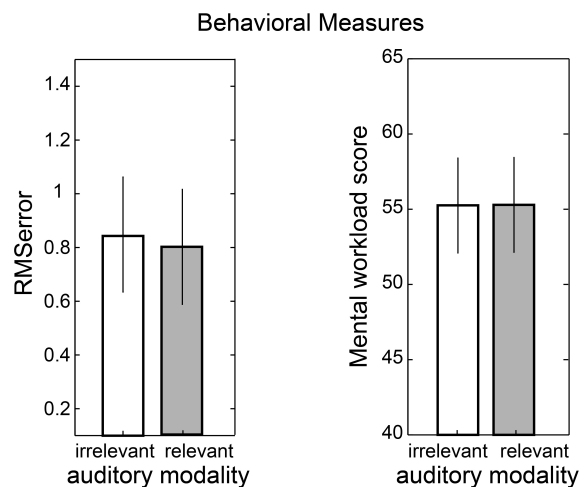 Behavioral Measures
RMSerror
1.4
1.2
1
0.8
0.6
0.4
0.2
irrelevant relevant
auditory modality
Mental workload score
65
60
55
50
45
40
irrelevant relevant
auditory modality